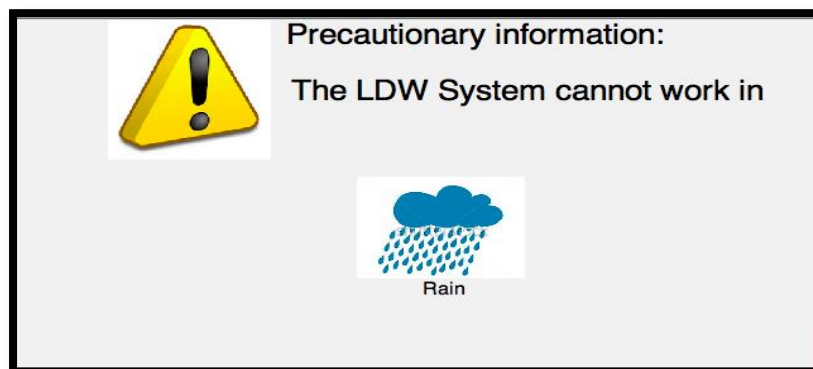 Precautionary information:
The LDW System cannot work in
Rain